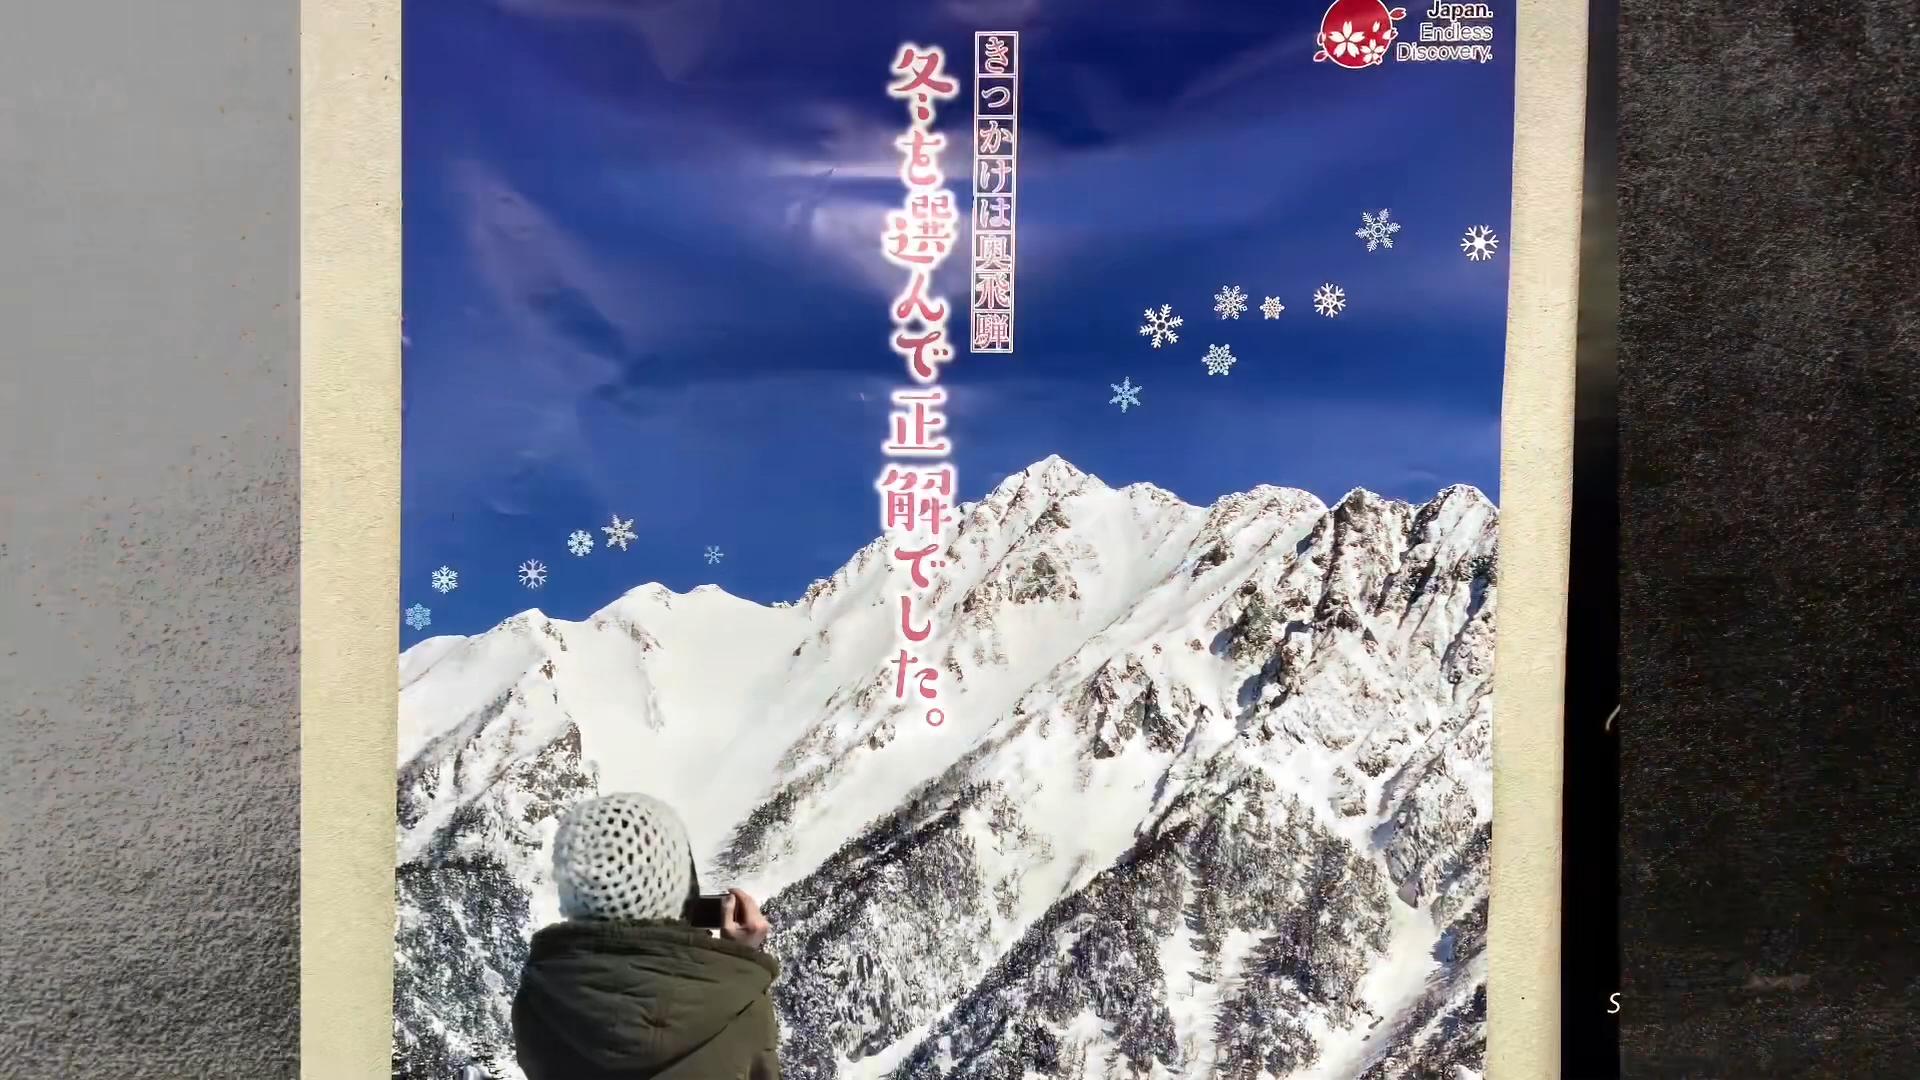 きっかけは奥飛騨
冬を選んで正解でした。
Japan.
Endless
Discovery.